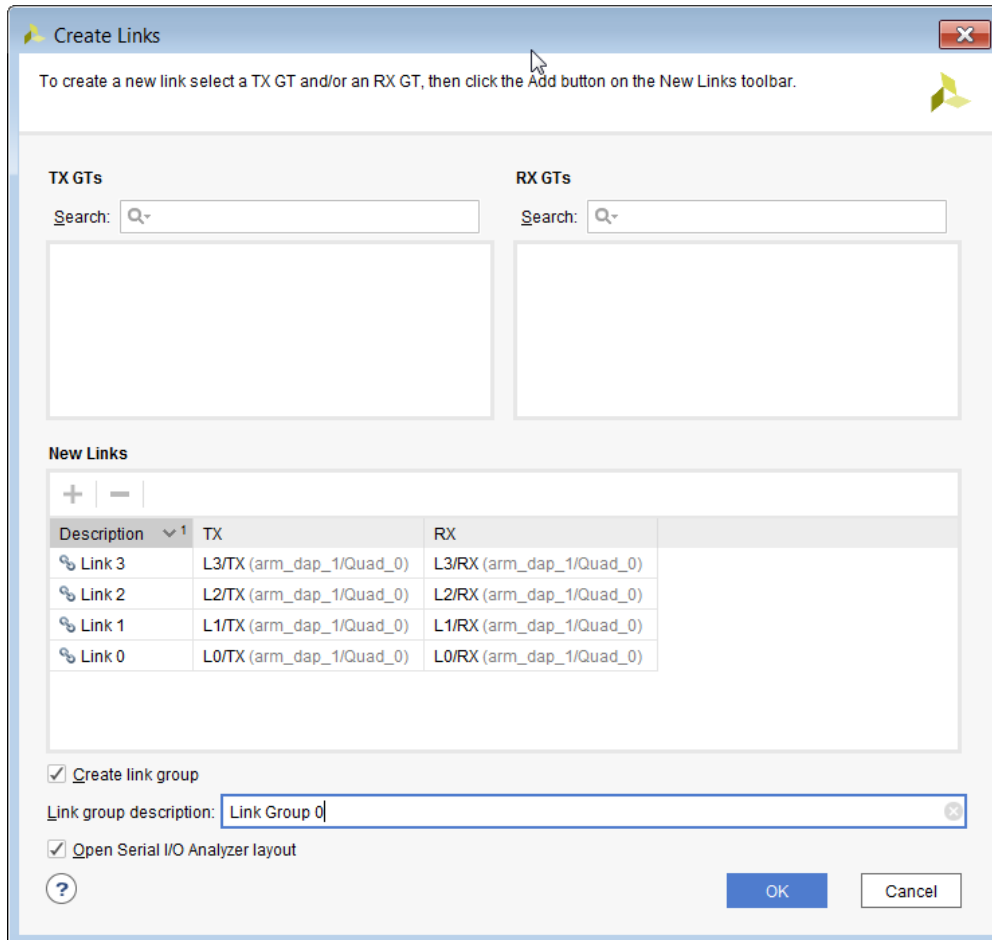 Create Links
To create a new link select a TX GT and/or an RX GT, then click the Add button on the New Links toolbar.
TX GTs RX GTs
Search: Search:
New Links
Description 1 TX RX
Link 3 L3/TX (arm_dap_1/Quad_0) L3/RX (arm_dap_1/Quad_0)
Link 2 L2/TX (arm_dap_1/Quad_0) L2/RX (arm_dap_1/Quad_0)
Link 1 L1/TX (arm_dap_1/Quad_0) L1/RX (arm_dap_1/Quad_0)
Link 0 L0/TX (arm_dap_1/Quad_0) L0/RX (arm_dap_1/Quad_0)
Create link group
Link group description: Link Group 0
Open Serial I/O Analyzer layout
? OK Cancel